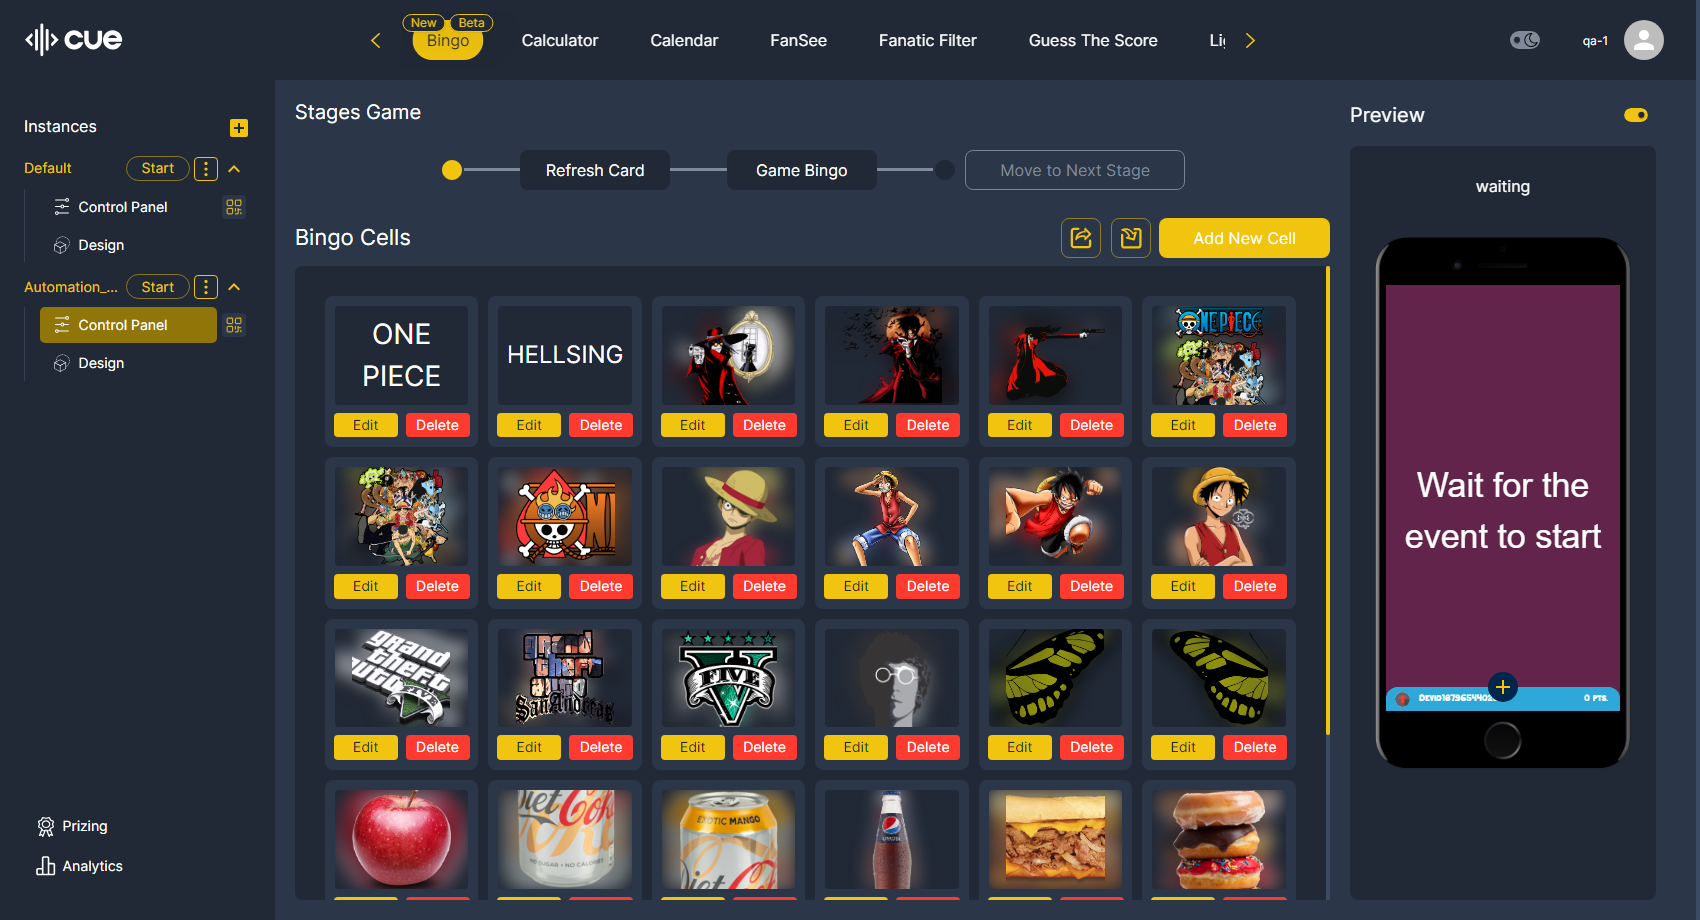 cue
New Beta
Bingo
Calculator
Calendar
FanSee
Fanatic Filter
Guess The Score
qa-1
Instances
Default
Start
Control Panel
Design
Automation_...
Start
Control Panel
Design
Prizing
Analytics
Stages Game
Refresh Card
Game Bingo
Move to Next Stage
Bingo Cells
Add New Cell
ONE
PIECE
HELLSING
ONE PIECE
Edit Delete Edit Delete Edit Delete Edit Delete Edit Delete Edit Delete
Edit Delete Edit Delete Edit Delete Edit Delete Edit Delete Edit Delete
grand
theft
auto
FIVE
grand
theft
auto
San Andreas
V
FIVE
Edit Delete Edit Delete Edit Delete Edit Delete Edit Delete Edit Delete
Diet Coke
NO SUGAR • NO CALORIES
EXOTIC MANGO
Diet Coke
pepsi
Preview
waiting
Wait for the
event to start
0 PTS.